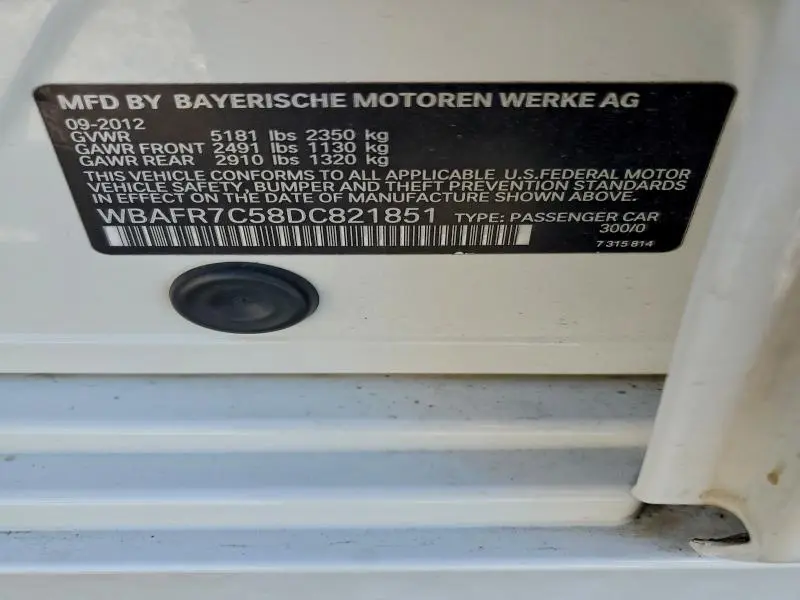 MFD BY BAYERISCHE MOTOREN WERKE AG
09-2012
GVWR 5181 lbs 2350 kg
GAWR FRONT 2491 lbs 1130 kg
GAWR REAR 2910 lbs 1320 kg
THIS VEHICLE CONFORMS TO ALL APPLICABLE U.S.FEDERAL MOTOR
VEHICLE SAFETY, BUMPER AND THEFT PREVENTION STANDARDS
IN EFFECT ON THE DATE OF MANUFACTURE SHOWN ABOVE.
WBAFR7C58DC821851 TYPE: PASSENGER CAR
300/0
7 315 814